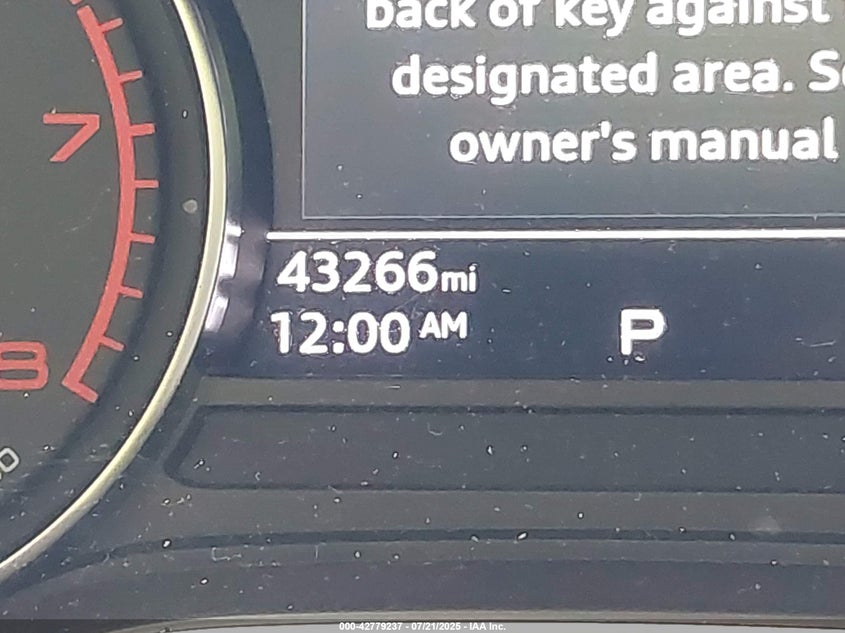 back of key against
designated area.
owner's manual
7
43266mi
12:00 AM
P
8
000-42779237 - 07/21/2025 - IAA Inc.